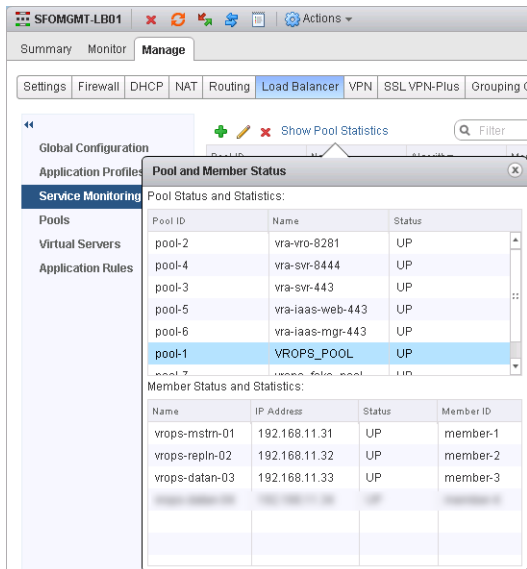 SFOMGMT-LB01 Actions
Summary Monitor Manage
Settings Firewall DHCP NAT Routing Load Balancer VPN SSL VPN-Plus Grouping
Show Pool Statistics Filter
Global Configuration
Application Profiles
Service Monitoring
Pools
Virtual Servers
Application Rules
Pool and Member Status
Pool Status and Statistics:
Pool ID Name Status
pool-2 vra-vro-8281 UP
pool-4 vra-svr-8444 UP
pool-3 vra-svr-443 UP
pool-5 vra-iaas-web-443 UP
pool-6 vra-iaas-mgr-443 UP
pool-1 VROPS_POOL UP
Member Status and Statistics:
Name IP Address Status Member ID
vrops-mstrn-01 192.168.11.31 UP member-1
vrops-repln-02 192.168.11.32 UP member-2
vrops-datan-03 192.168.11.33 UP member-3